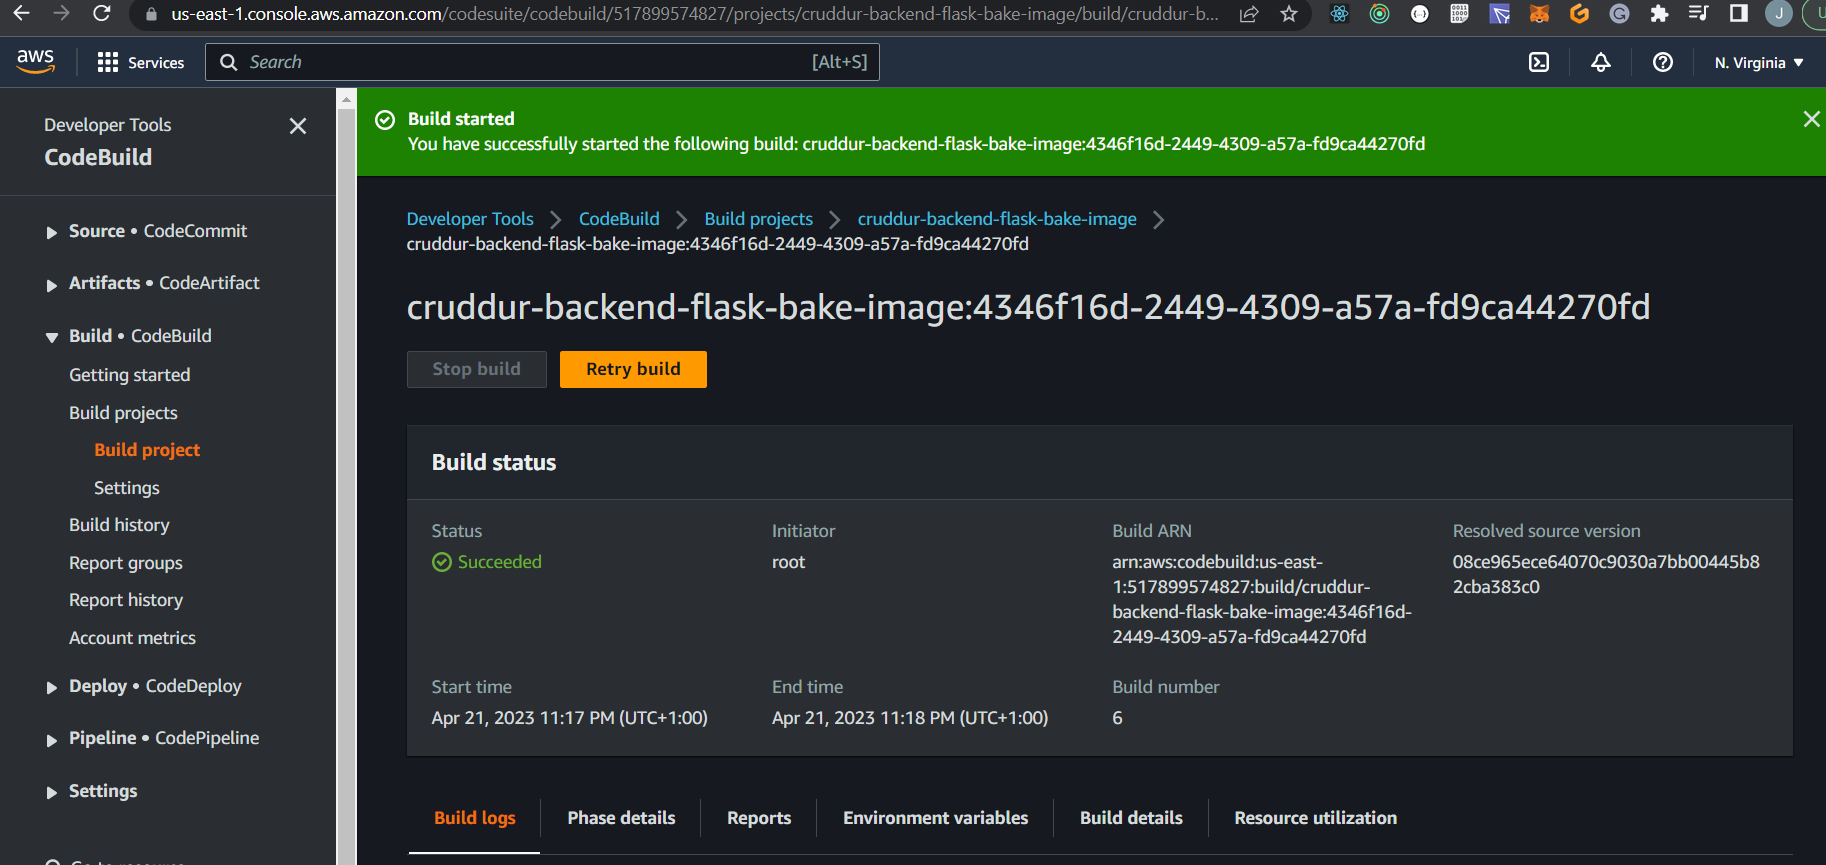 us-east-1.console.aws.amazon.com/codesuite/codebuild/517899574827/projects/cruddur-backend-flask-bake-image/build/cruddur-b...
J
aws
Services
Search
[Alt+S]
N. Virginia
Developer Tools
CodeBuild
Source • CodeCommit
Artifacts • CodeArtifact
Build • CodeBuild
Getting started
Build projects
Build project
Settings
Build history
Report groups
Report history
Account metrics
Deploy • CodeDeploy
Pipeline • CodePipeline
Settings
Build started
You have successfully started the following build: cruddur-backend-flask-bake-image:4346f16d-2449-4309-a57a-fd9ca44270fd
Developer Tools
CodeBuild
Build projects
cruddur-backend-flask-bake-image
cruddur-backend-flask-bake-image:4346f16d-2449-4309-a57a-fd9ca44270fd
cruddur-backend-flask-bake-image:4346f16d-2449-4309-a57a-fd9ca44270fd
Stop build
Retry build
Build status
Status
Succeeded
Initiator
root
Build ARN
arn:aws:codebuild:us-east-
1:517899574827:build/cruddur-
backend-flask-bake-image:4346f16d-
2449-4309-a57a-fd9ca44270fd
Resolved source version
08ce965ece64070c9030a7bb00445b8
2cba383c0
Start time
Apr 21, 2023 11:17 PM (UTC+1:00)
End time
Apr 21, 2023 11:18 PM (UTC+1:00)
Build number
6
Build logs
Phase details
Reports
Environment variables
Build details
Resource utilization